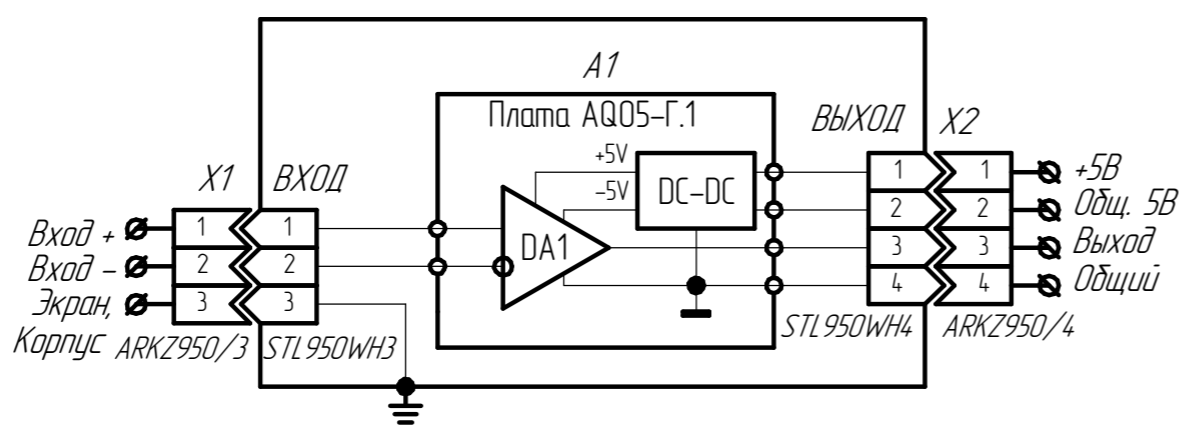 A1
Плата AQ05-Г.1
ВЫХОД X2
+5V
-5V
DC-DC
DA1
X1 ВХОД
Вход + 1 1
Вход - 2 2
Экран, 3 3
Корпус ARKZ950/3 STL950WH3
1 1 +5В
2 2 Общ. 5В
3 3 Выход
4 4 Общий
STL950WH4 ARKZ950/4